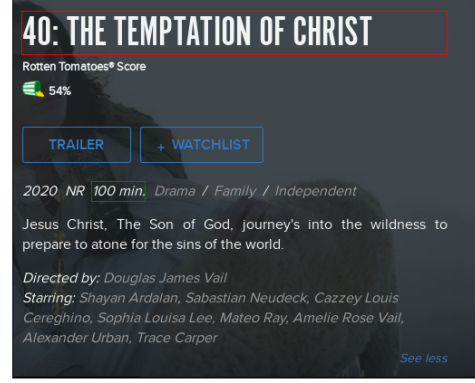 40: THE TEMPTATION OF CHRIST
Rotten Tomatoes® Score
54%
TRAILER
+ WATCHLIST
2020 NR 100 min. Drama / Family / Independent
Jesus Christ, The Son of God, journey's into the wildness to
prepare to atone for the sins of the world.
Directed by: Douglas James Vail
Starring: Shayan Ardalan, Sabastian Neudeck, Cazzey Louis
Cereghino, Sophia Louisa Lee, Mateo Ray, Amelie Rose Vail,
Alexander Urban, Trace Carper
See less